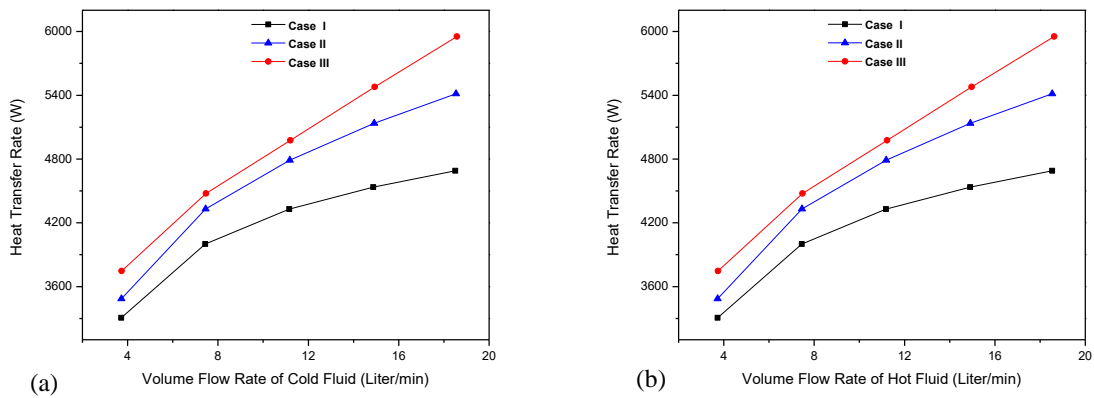 6000
5400
4800
4200
3600
Heat Transfer Rate (W)
Case I
Case II
Case III
4 8 12 16 20
Volume Flow Rate of Cold Fluid (Liter/min)
(a)
6000
5400
4800
4200
3600
Heat Transfer Rate (W)
Case I
Case II
Case III
4 8 12 16 20
Volume Flow Rate of Hot Fluid (Liter/min)
(b)